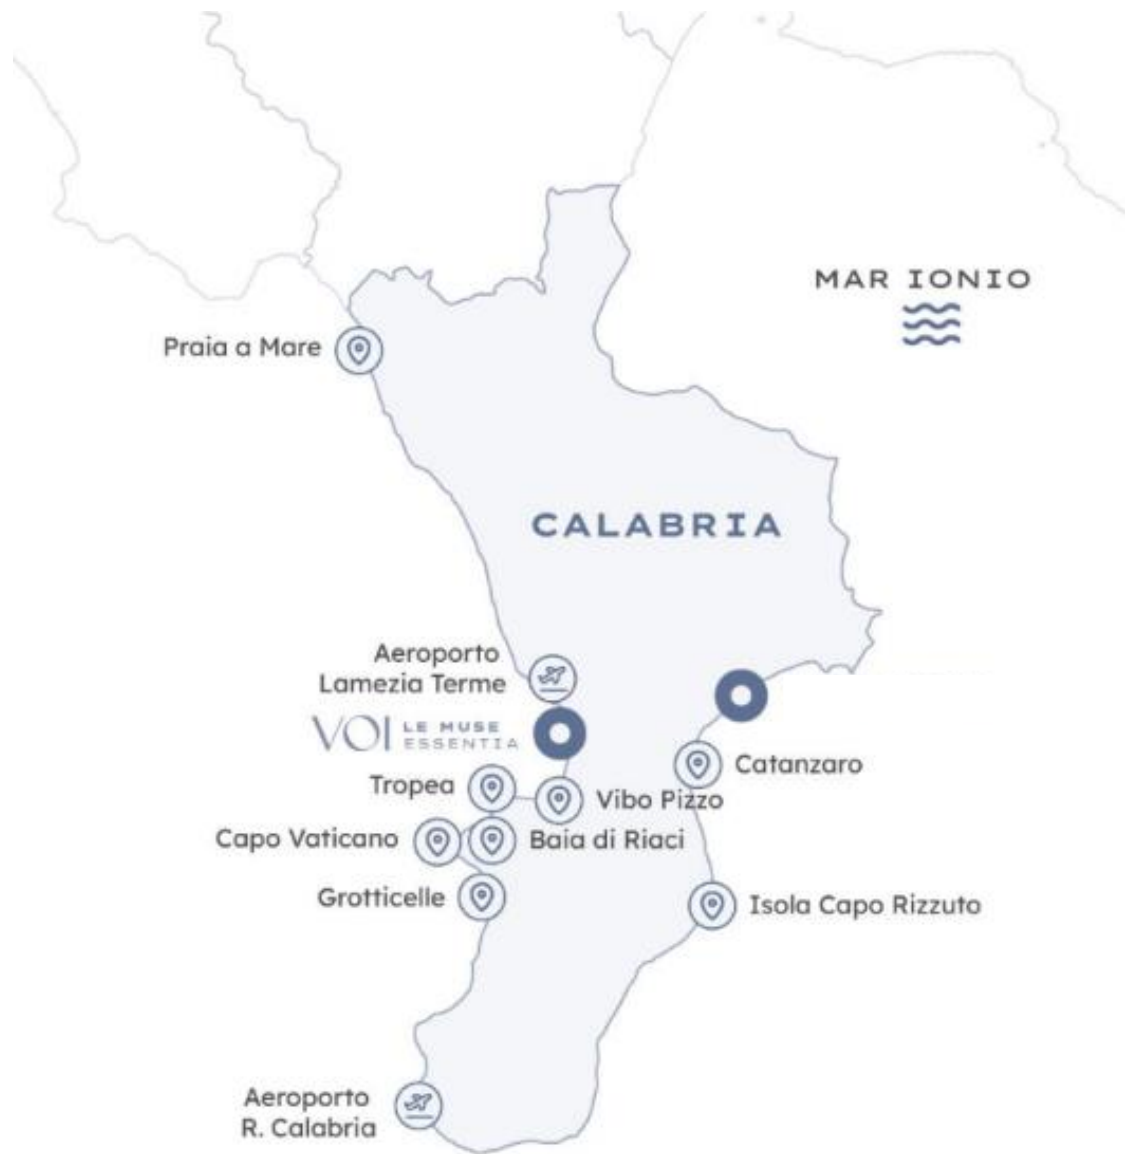 MAR IONIO
Praia a Mare
CALABRIA
Aeroporto
Lamezia Terme
VOI LE MUSE
ESSENTIA
Tropea
Catanzaro
Vibo Pizzo
Capo Vaticano
Baia di Riaci
Grotticelle
Isola Capo Rizzuto
Aeroporto
R. Calabria